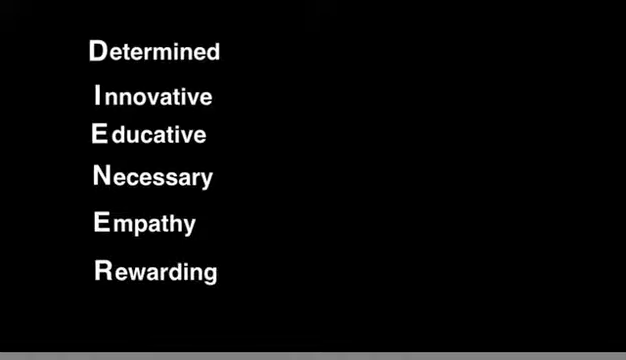 Determined
Innovative
Educative
Necessary
Empathy
Rewarding